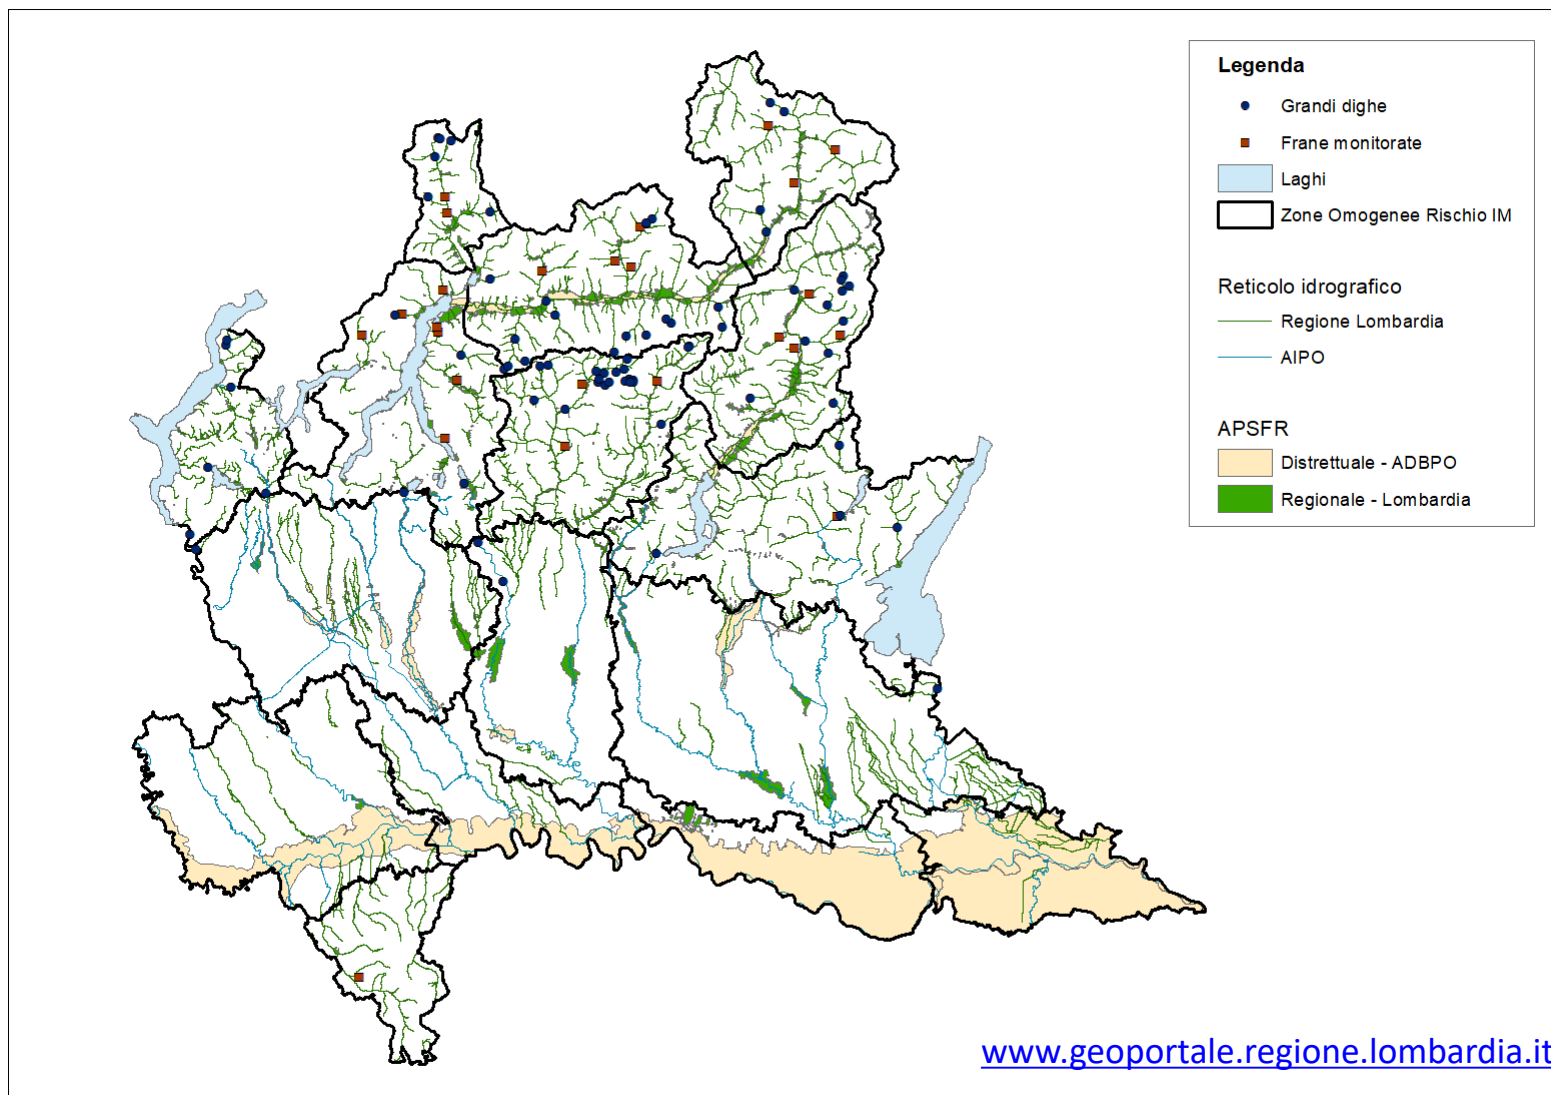 Legenda
Grandi dighe
Frane monitorate
Laghi
Zone Omogenee Rischio IM
Reticolo idrografico
Regione Lombardia
AIPO
APSFR
Distrettuale - ADBPO
Regionale - Lombardia
www.geoportale.regione.lombardia.it